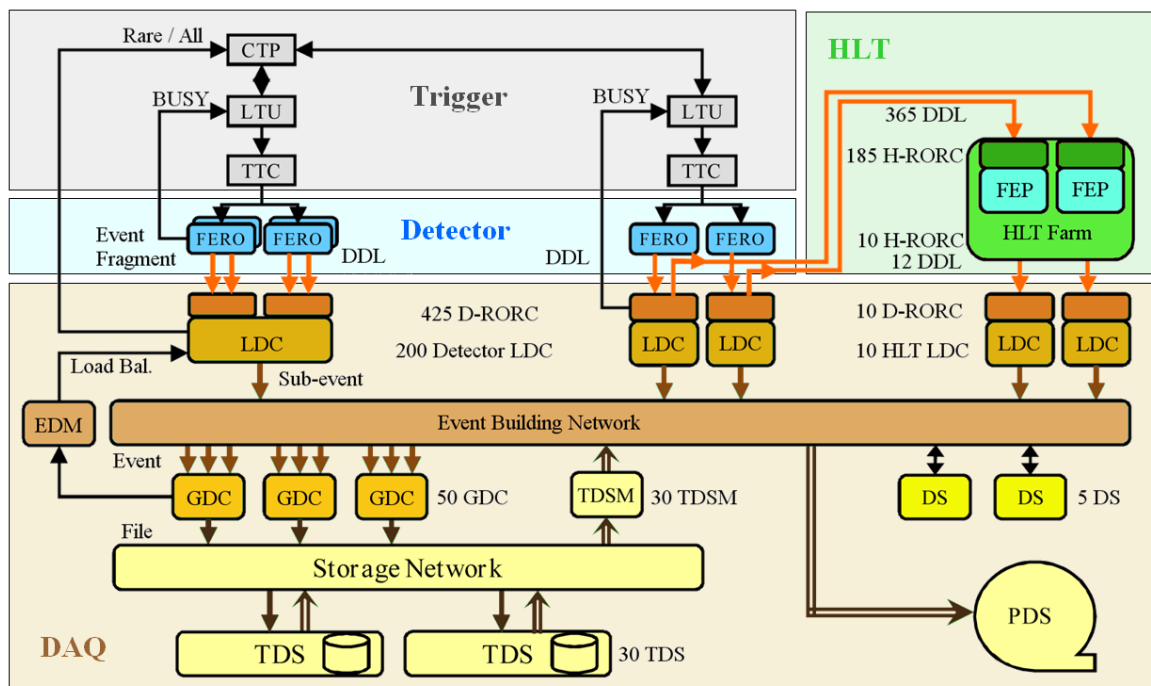 Rare / All
CTP
HLT
Trigger
BUSY
LTU
BUSY
LTU
365 DDL
TTC
TTC
185 H-RORC
FEP
FEP
Event
Fragment
FERO
FERO
DDL
Detector
DDL
FERO
FERO
HLT Farm
10 H-RORC
12 DDL
425 D-RORC
10 D-RORC
LDC
200 Detector LDC
LDC
LDC
10 HLT LDC
LDC
LDC
Load Bal.
Sub-event
EDM
Event Building Network
Event
GDC
GDC
GDC
50 GDC
TDSM
30 TDSM
DS
DS
5 DS
File
Storage Network
PDS
DAQ
TDS
TDS
30 TDS